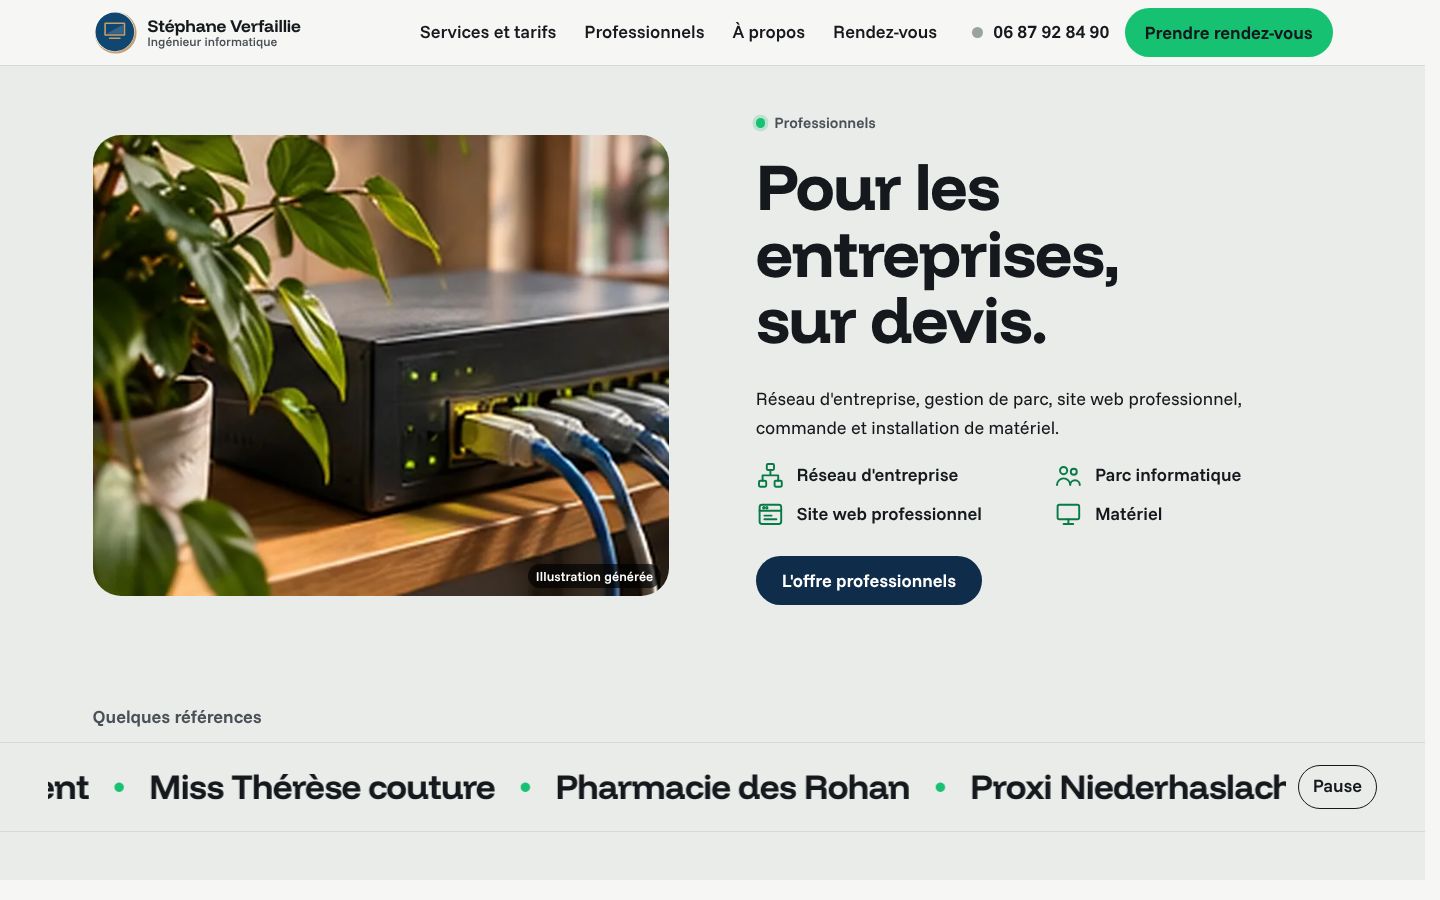 Stéphane Verfaillie
Ingénieur informatique
Services et tarifs
Professionnels
À propos
Rendez-vous
06 87 92 84 90
Prendre rendez-vous
Professionnels
Pour les
entreprises,
sur devis.
Réseau d'entreprise, gestion de parc, site web professionnel,
commande et installation de matériel.
Réseau d'entreprise
Parc informatique
Site web professionnel
Matériel
L'offre professionnels
Illustration générée
Quelques références
ent • Miss Thérèse couture • Pharmacie des Rohan • Proxi Niederhaslach
Pause